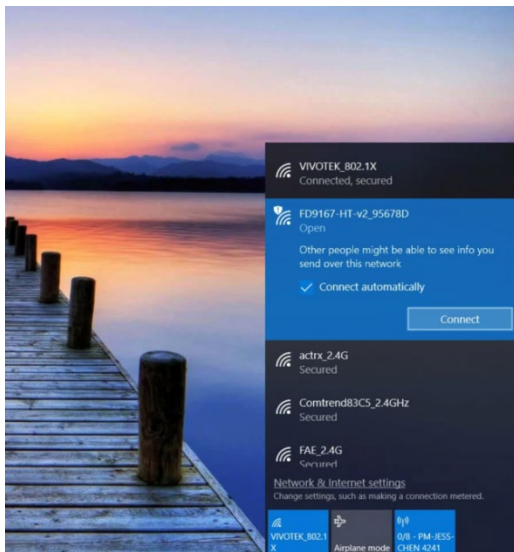 VIVOTEK_802.1X
Connected, secured
FD9167-HT-v2_95678D
Open
Other people might be able to see info you
send over this network
Connect automatically
Connect
actrx_2.4G
Secured
Comtrend83C5_2.4GHz
Secured
FAE_2.4G
Secured
Network & Internet settings
Change settings, such as making a connection metered.
VIVOTEK_802.1
X
Airplane mode
0/8 - PM-JESS-
CHEN 4241